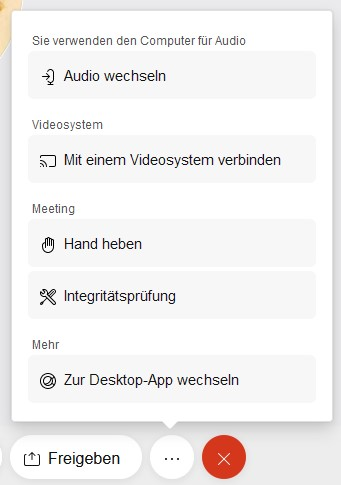 Sie verwenden den Computer für Audio
Audio wechseln
Videosystem
Mit einem Videosystem verbinden
Meeting
Hand heben
Integritätsprüfung
Mehr
Zur Desktop-App wechseln
Freigeben